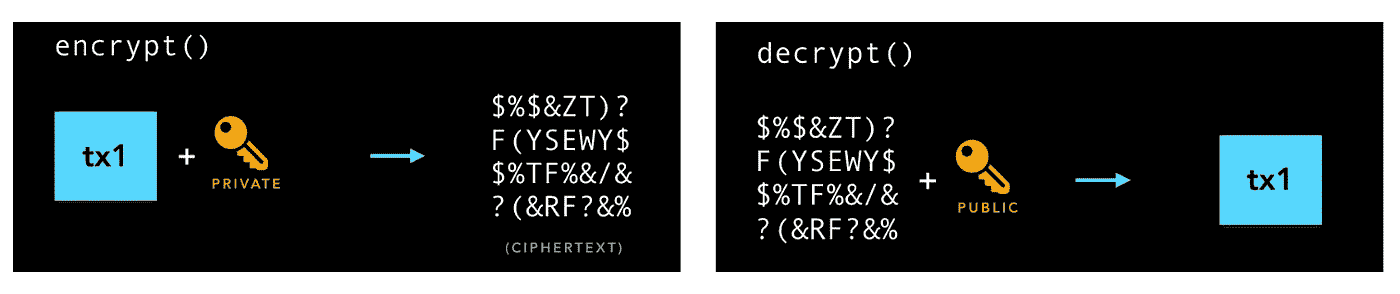 encrypt()
tx1
+
PRIVATE
$%$&ZT)?
F(YSEWY$
$%TF%&/&
?(&RF?&%
(CIPHERTEXT)
decrypt()
$%$&ZT)?
F(YSEWY$
$%TF%&/&
?(&RF?&%
+
PUBLIC
tx1